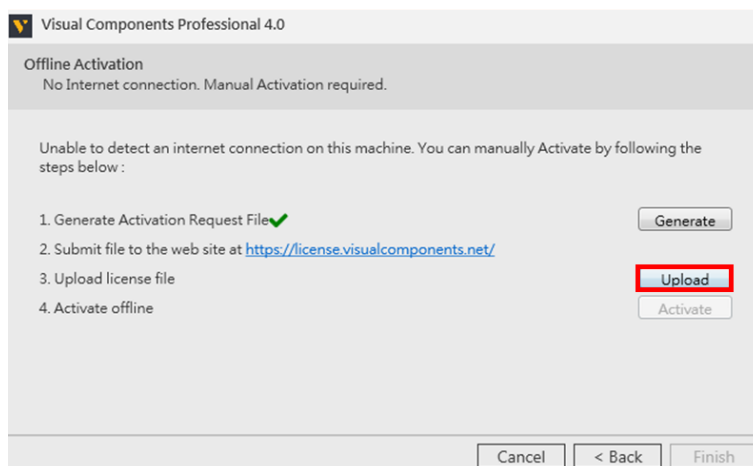 Visual Components Professional 4.0
Offline Activation
No Internet connection. Manual Activation required.
Unable to detect an internet connection on this machine. You can manually Activate by following the
steps below :
1. Generate Activation Request File
Generate
2. Submit file to the web site at https://license.visualcomponents.net/
3. Upload license file
Upload
4. Activate offline
Activate
Cancel
< Back
Finish